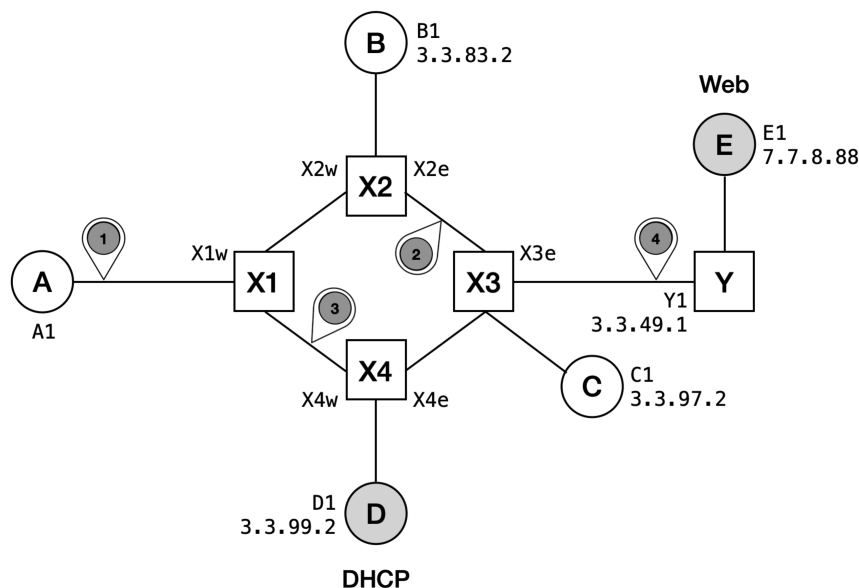 B
B1
3.3.83.2
Web
E
E1
7.7.8.88
X2w
X2
X2e
1
2
4
A
A1
X1w
X1
X3
X3e
Y
Y1
3.3.49.1
3
X4
X4w
X4e
C
C1
3.3.97.2
D1
3.3.99.2
D
DHCP